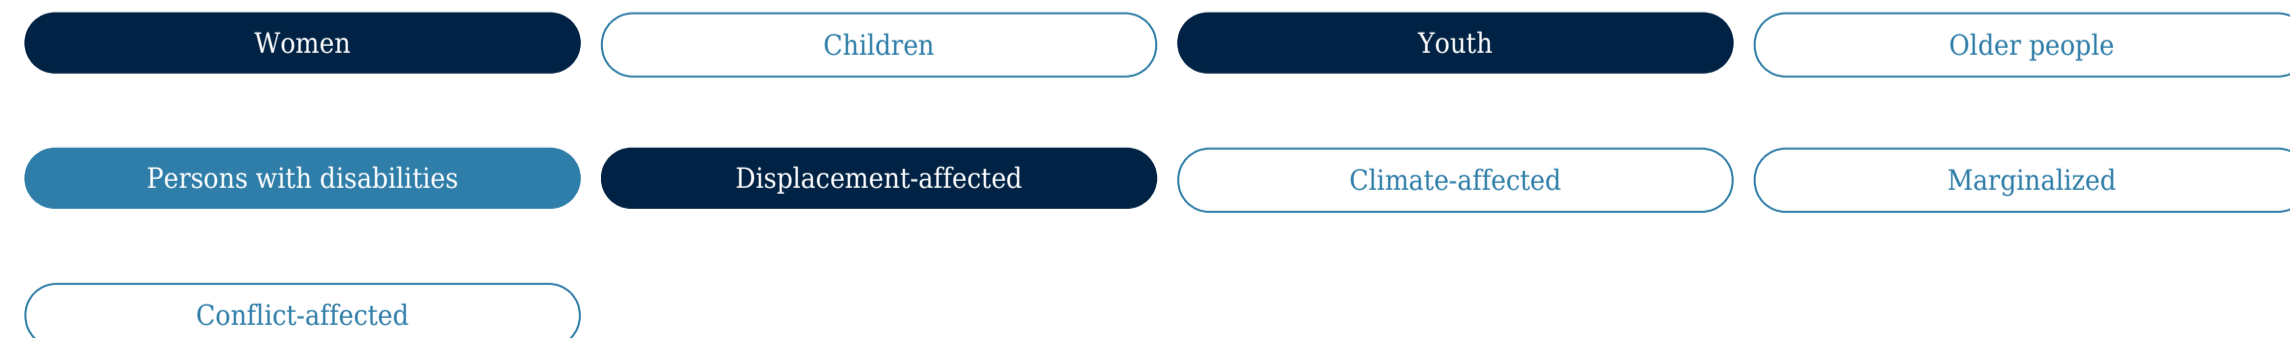 Women
Children
Youth
Older people
Persons with disabilities
Displacement-affected
Climate-affected
Marginalized
Conflict-affected